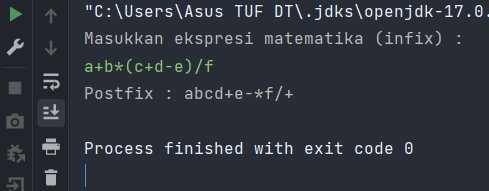 "C:\Users\Asus TUF DT\.jdks\openjdk-17.0.
Masukkan ekspresi matematika (infix) :
a+b*(c+d-e)/f
Postfix : abcd+e-*f/+
Process finished with exit code 0